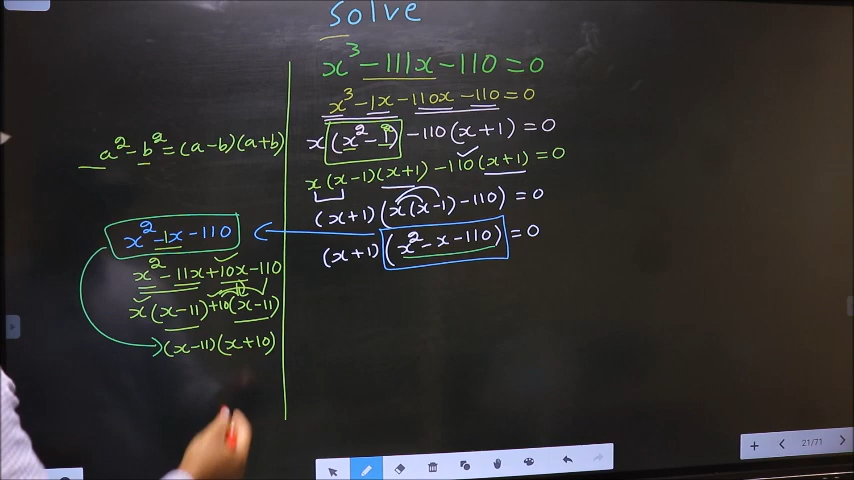 Solve
x³ - 111x - 110 = 0
x³ - 1x - 110x - 110 = 0
x (x² - 1²) - 110 (x + 1) = 0
x (x - 1)(x + 1) - 110 (x + 1) = 0
(x + 1) (x (x - 1) - 110) = 0
(x + 1) (x² - x - 110) = 0
a² - b² = (a - b)(a + b)
x² - 1x - 110
x² - 11x + 10x - 110
x (x - 11) + 10 (x - 11)
(x - 11)(x + 10)
21/71